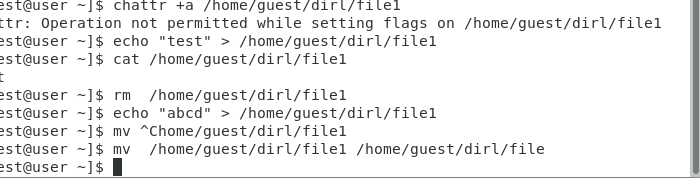 est@user ~]$ chattr +a /home/guest/dirl/file1
ttr: Operation not permitted while setting flags on /home/guest/dirl/file1
est@user ~]$ echo "test" > /home/guest/dirl/file1
est@user ~]$ cat /home/guest/dirl/file1
t
est@user ~]$ rm  /home/guest/dirl/file1
est@user ~]$ echo "abcd" > /home/guest/dirl/file1
est@user ~]$ mv ^Chome/guest/dirl/file1
est@user ~]$ mv  /home/guest/dirl/file1 /home/guest/dirl/file
est@user ~]$